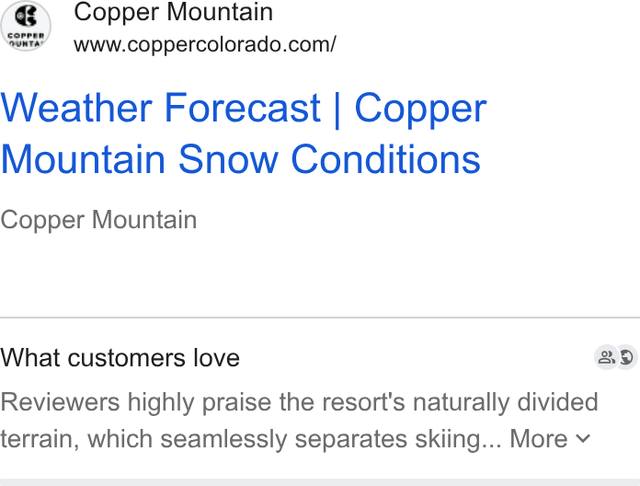 Copper Mountain
COPPER
www.coppercolorado.com/
Weather Forecast | Copper
Mountain Snow Conditions
Copper Mountain
What customers love
Reviewers highly praise the resort's naturally divided
terrain, which seamlessly separates skiing... More